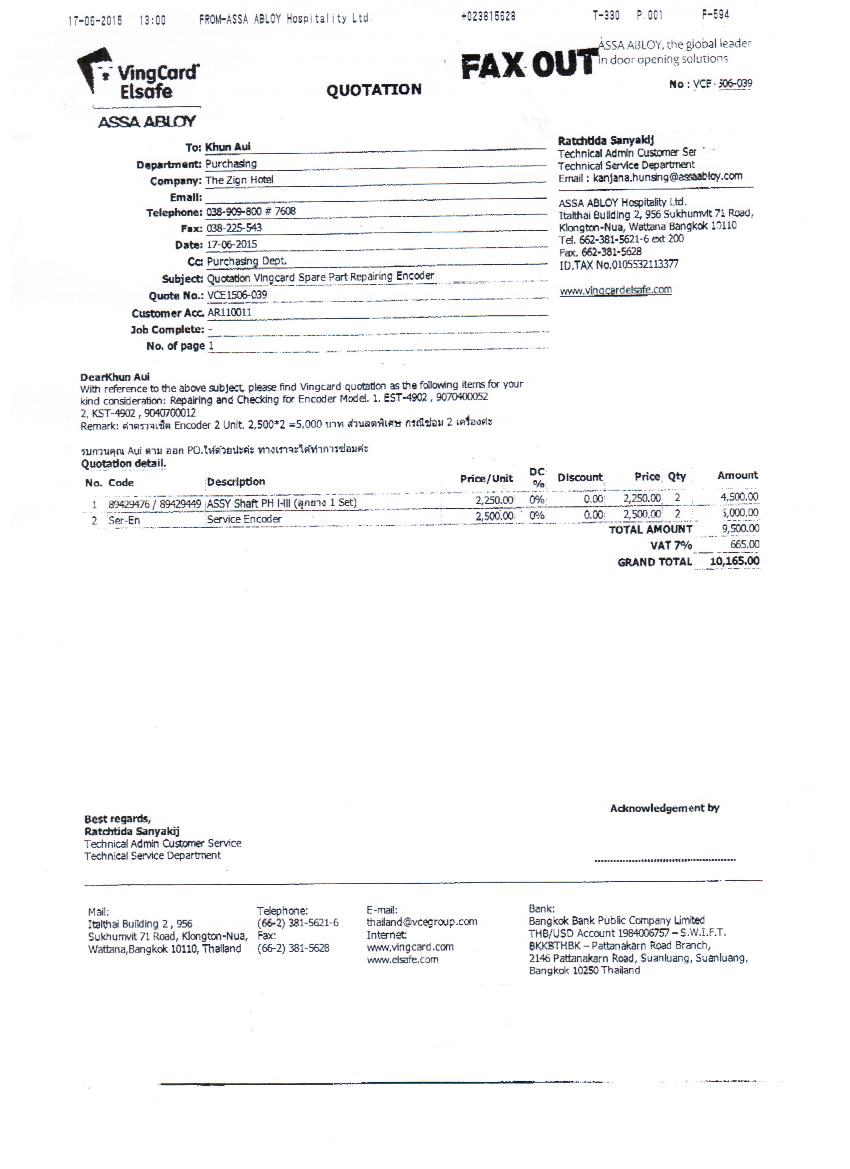 17-06-2015 13:00 FROM-ASSA ABLOY Hospitality Ltd. +023815628 T-330 P.001 F-594
VingCard
Elsafe
ASSA ABLOY
QUOTATION
FAX OUT
ASSA ABLOY, the global leader
in door opening solutions
No : VCE 506-039
To: Khun Aui
Department: Purchasing
Company: The Zign Hotel
Email:
Telephone: 038-909-800 # 7608
Fax: 038-225-543
Date: 17-06-2015
Cc: Purchasing Dept.
Subject: Quotation Vingcard Spare Part Repairing Encoder
Quote No.: VCE1506-039
Customer Acc. AR110011
Job Complete: -
No. of page 1
Ratchtida Sanyakij
Technical Admin Customer Ser
Technical Service Department
Email : kanjana.hunsing@assaabloy.com
ASSA ABLOY Hospitality Ltd.
Italthai Building 2, 956 Sukhumvit 71 Road,
Klongton-Nua, Wattana Bangkok 10110
Tel. 662-381-5621-6 ext 200
Fax. 662-381-5628
ID.TAX No.0105532113377
www.vingcardelsafe.com
DearKhun Aui
With reference to the above subject, please find Vingcard quotation as the following items for your
kind consideration: Repairing and Checking for Encoder Model. 1. EST-4902 , 9070400052
2. KST-4902 , 9040700012
Remark: ค่าตรวจเช็ค Encoder 2 Unit. 2,500*2 =5,000 บาท ส่วนลดพิเศษ กรณีซ่อม 2 เครื่องค่ะ
รบกวนคุณ Aui ตาม ออก PO.ให้ด้วยน่ะค่ะ ทางเราจะได้ทำการซ่อมค่ะ
Quotation detail.
No. Code Description Price/Unit DC % Discount Price Qty Amount
1 89429476 / 89429449 ASSY Shaft PH I-III (ลูกยาง 1 Set) 2,250.00 0% 0.00 2,250.00 2 4,500.00
2 Ser-En Service Encoder 2,500.00 0% 0.00 2,500.00 2 5,000.00
TOTAL AMOUNT 9,500.00
VAT 7% 665.00
GRAND TOTAL 10,165.00
Acknowledgement by
Best regards,
Ratchtida Sanyakij
Technical Admin Customer Service
Technical Service Department
Mail:
Italthai Building 2 , 956
Sukhumvit 71 Road, Klongton-Nua,
Wattana,Bangkok 10110, Thailand
Telephone:
(66-2) 381-5621-6
Fax:
(66-2) 381-5628
E-mail:
thailand@vcegroup.com
Internet:
www.vingcard.com
www.elsafe.com
Bank:
Bangkok Bank Public Company Limited
THB/USD Account 1984006757 – S.W.I.F.T.
BKKBTHBK – Pattanakarn Road Branch,
2146 Pattanakarn Road, Suanluang, Suanluang,
Bangkok 10250 Thailand